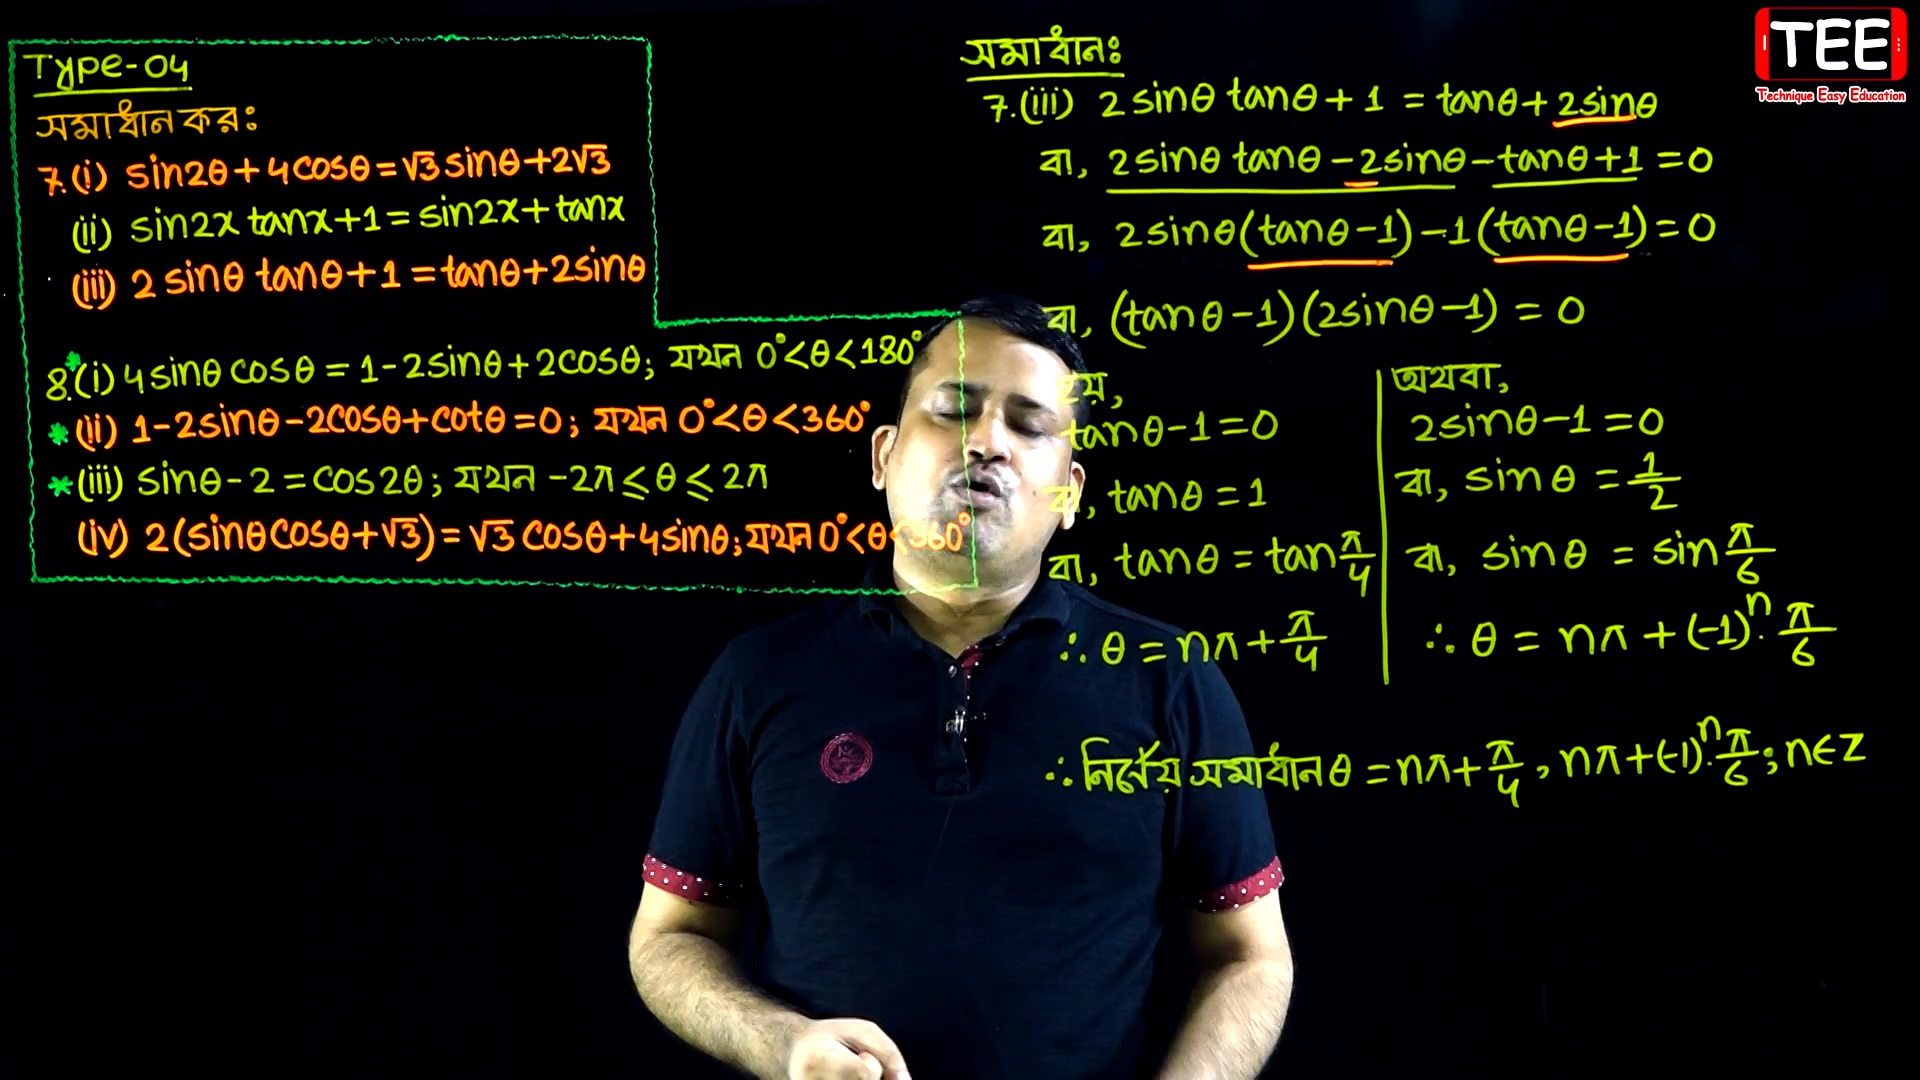 Type-04
সমাধান করঃ
7.(i) sin2θ+4cosθ=√3sinθ+2√3
(ii) sin2x tanx+1=sin2x+tanx
(iii) 2 sinθ tanθ+1=tanθ+2sinθ
8.*(i) 4sinθ cosθ = 1-2sinθ+2cosθ; যখন 0°<θ<180°
*(ii) 1-2sinθ-2cosθ+cotθ=0; যখন 0°<θ<360°
*(iii) sinθ-2=cos2θ; যখন -2π≤θ≤2π
(iv) 2(sinθcosθ+√3)=√3cosθ+4sinθ; যখন 0°<θ<360°
সমাধানঃ
7.(iii) 2sinθ tanθ+1 = tanθ+2sinθ
বা, 2sinθ tanθ-2sinθ-tanθ+1=0
বা, 2sinθ(tanθ-1)-1(tanθ-1)=0
বা, (tanθ-1)(2sinθ-1) = 0
হয়,
tanθ-1=0
বা, tanθ=1
বা, tanθ=tan π/4
∴ θ=nπ+π/4
অথবা,
2sinθ-1=0
বা, sinθ=1/2
বা, sinθ = sin π/6
∴ θ = nπ+(-1)ⁿ·π/6
∴ নির্ণেয় সমাধান θ=nπ+π/4, nπ+(-1)ⁿ·π/6; n∈Z
TEE
Technique Easy Education